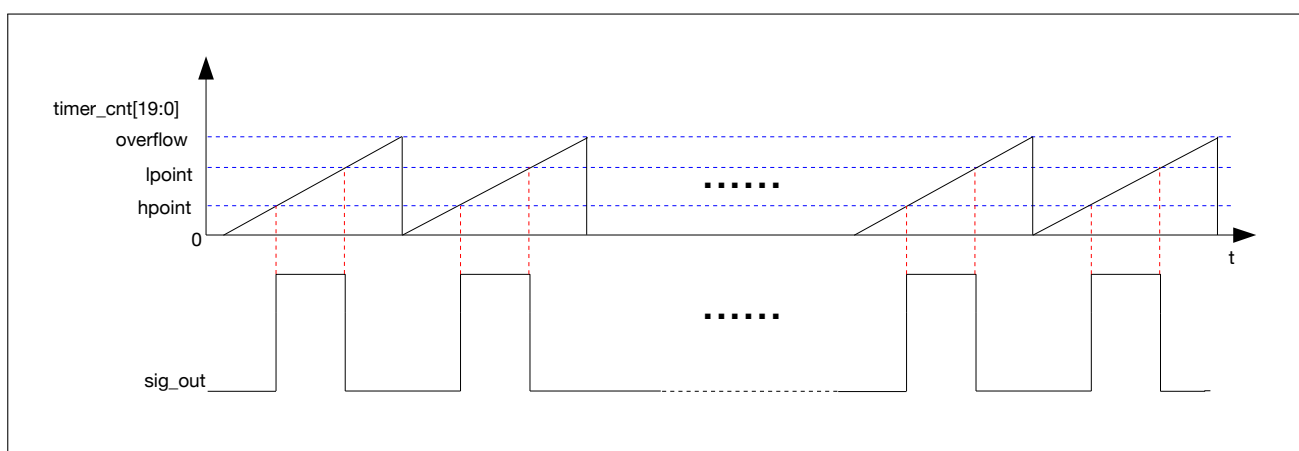 timer_cnt[19:0]
overflow
lpoint
hpoint
0
t
......
......
sig_out